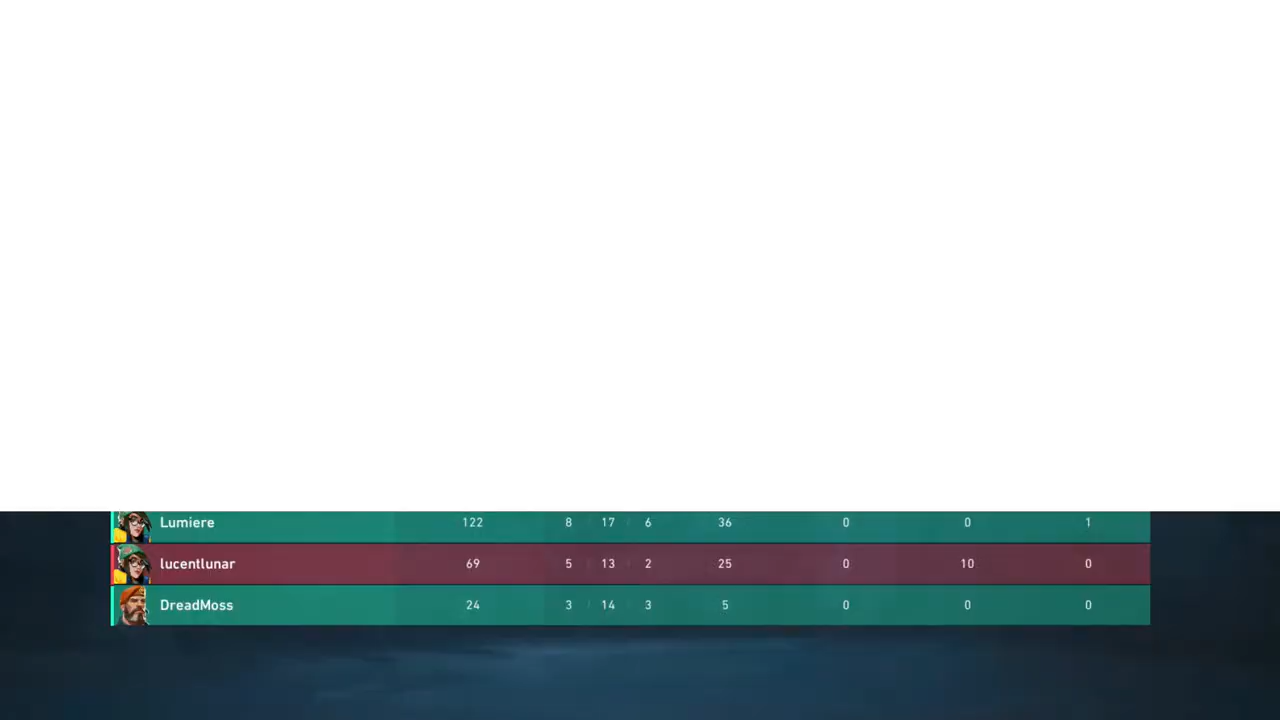 Lumiere 122 8 / 17 / 6 36 0 0 1
lucentlunar 69 5 / 13 / 2 25 0 10 0
DreadMoss 24 3 / 14 / 3 5 0 0 0